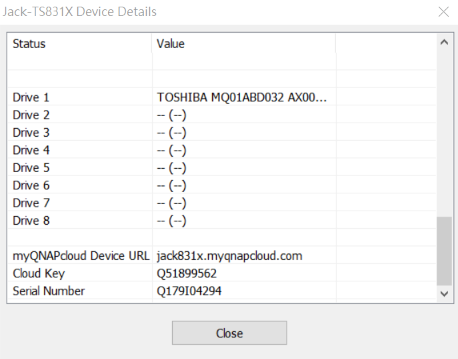 Jack-TS831X Device Details
Status Value
Drive 1 TOSHIBA MQ01ABD032 AX00...
Drive 2 -- (--)
Drive 3 -- (--)
Drive 4 -- (--)
Drive 5 -- (--)
Drive 6 -- (--)
Drive 7 -- (--)
Drive 8 -- (--)
myQNAPcloud Device URL jack831x.myqnapcloud.com
Cloud Key Q51899562
Serial Number Q179I04294
Close